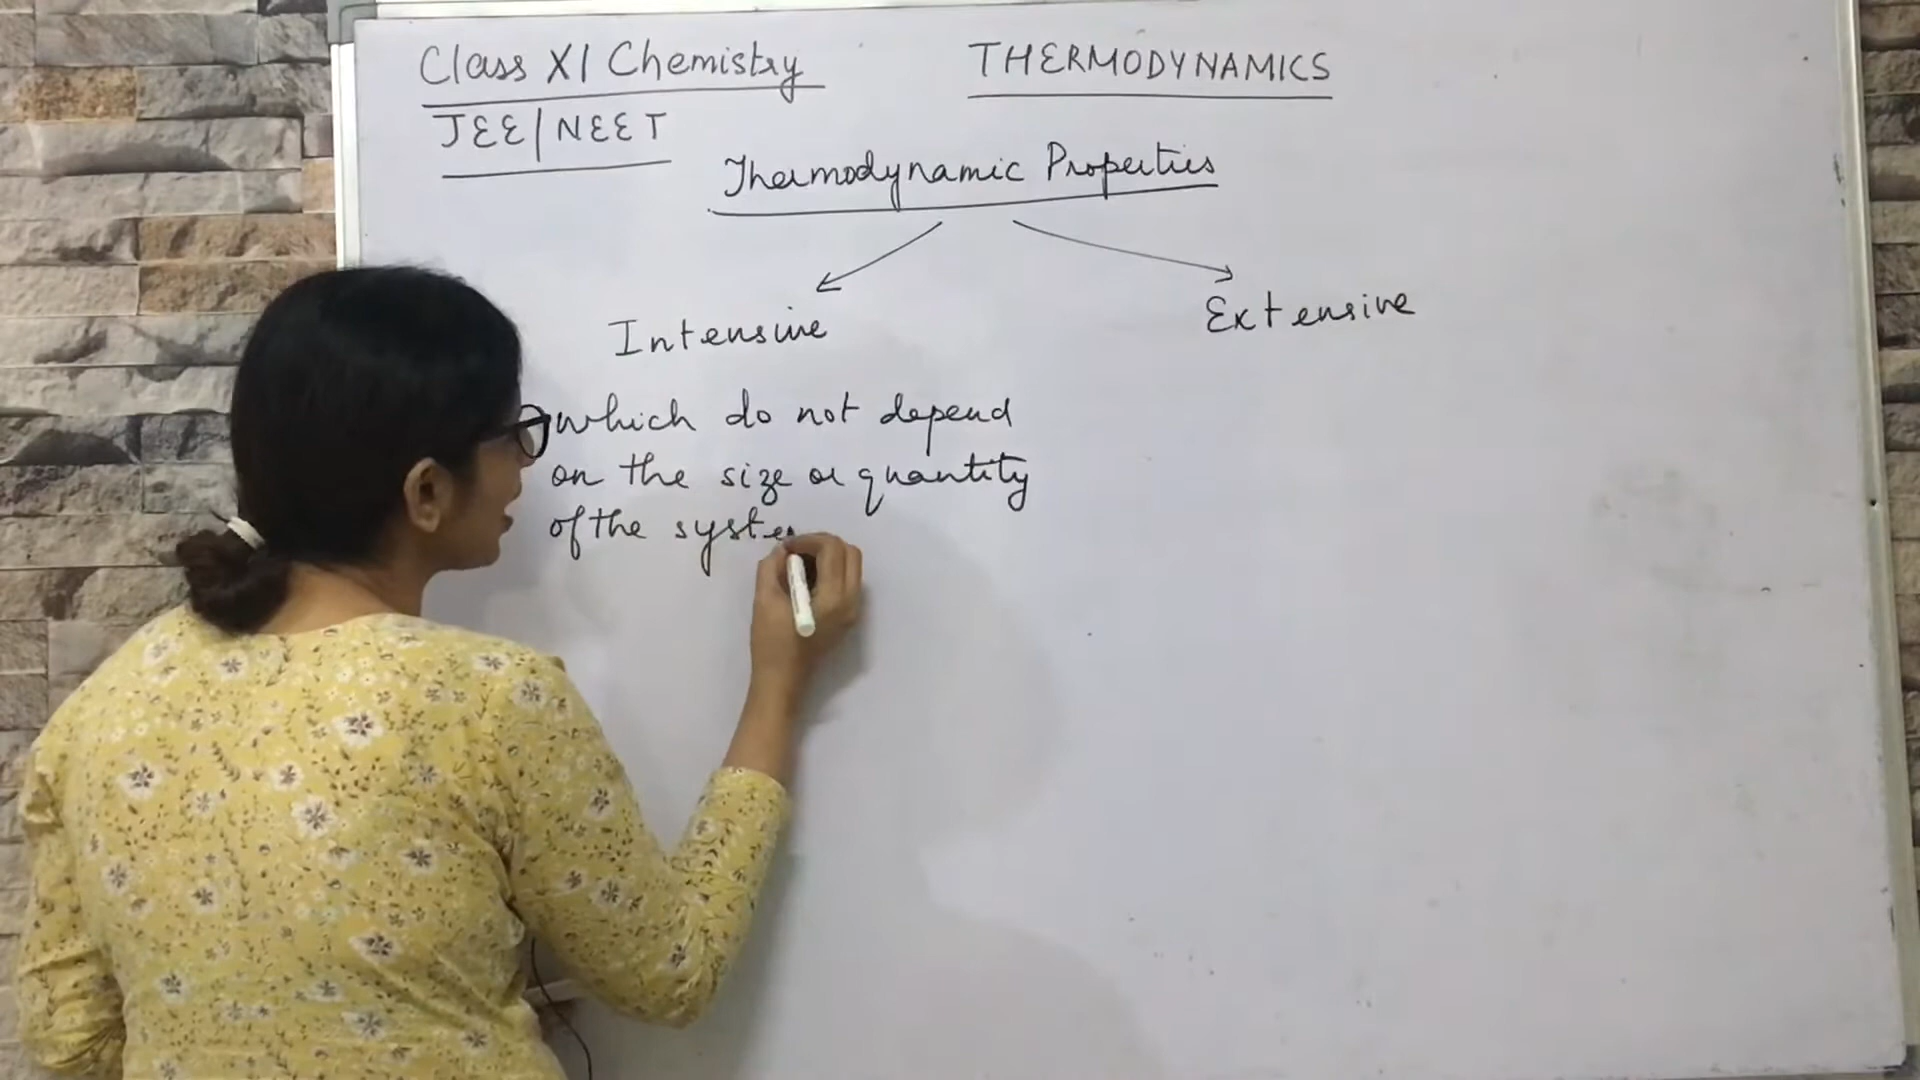 Class XI Chemistry
THERMODYNAMICS
JEE/NEET
Thermodynamic Properties
Intensive
Extensive
which do not depend
on the size or quantity
of the syste